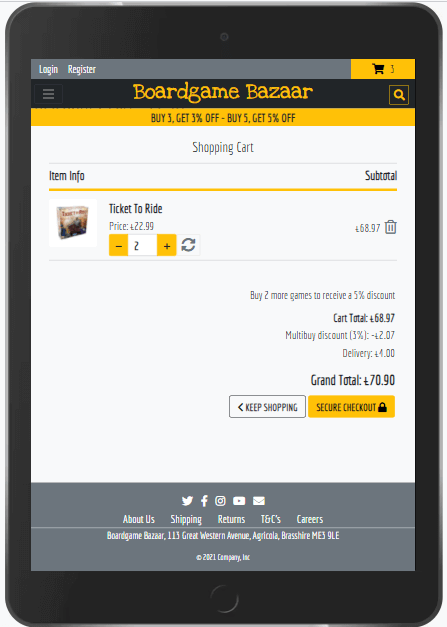 Login Register 3
Boardgame Bazaar
BUY 3, GET 3% OFF - BUY 5, GET 5% OFF
Shopping Cart
Item Info Subtotal
TICKET TO RIDE
Ticket To Ride
Price: £22.99
£68.97
− 2 +
Buy 2 more games to receive a 5% discount
Cart Total: £68.97
Multibuy discount (3%): -£2.07
Delivery: £4.00
Grand Total: £70.90
KEEP SHOPPING SECURE CHECKOUT
About Us Shipping Returns T&C's Careers
Boardgame Bazaar, 113 Great Western Avenue, Agricola, Brasshire ME3 9LE
© 2021 Company, Inc